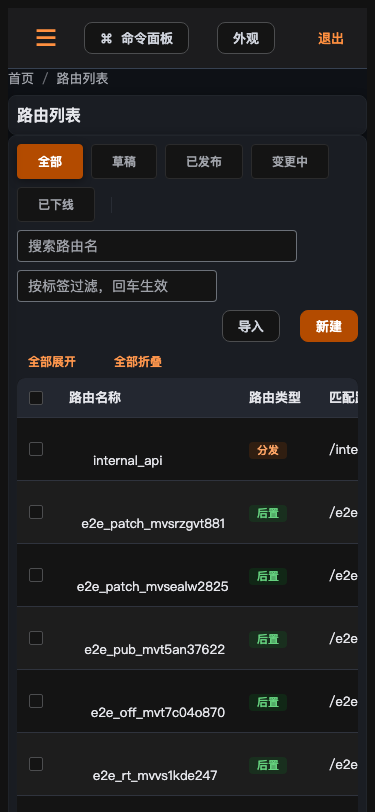 ⌘ 命令面板 外观 退出
首页 / 路由列表
路由列表
全部 草稿 已发布 变更中
已下线
搜索路由名
按标签过滤，回车生效
导入 新建
全部展开 全部折叠
路由名称 路由类型 匹配
internal_api 分发 /inte
e2e_patch_mvsrzgvt881 后置 /e2e
e2e_patch_mvsealw2825 后置 /e2e
e2e_pub_mvt5an37622 后置 /e2e
e2e_off_mvt7c04o870 后置 /e2e
e2e_rt_mvvs1kde247 后置 /e2e